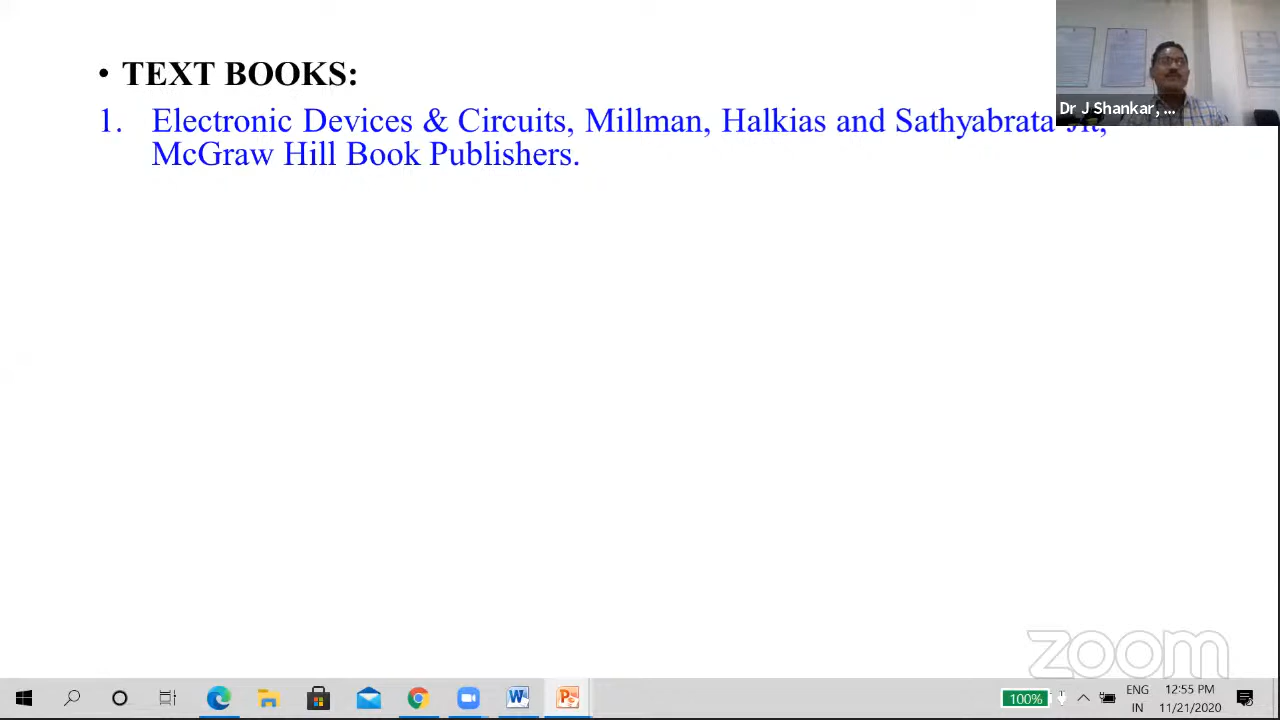 • TEXT BOOKS:
1. Electronic Devices & Circuits, Millman, Halkias and Sathyabrata
McGraw Hill Book Publishers.
Dr J Shankar, ...
zoom
100%
ENG
IN
12:55 PM
11/21/2020